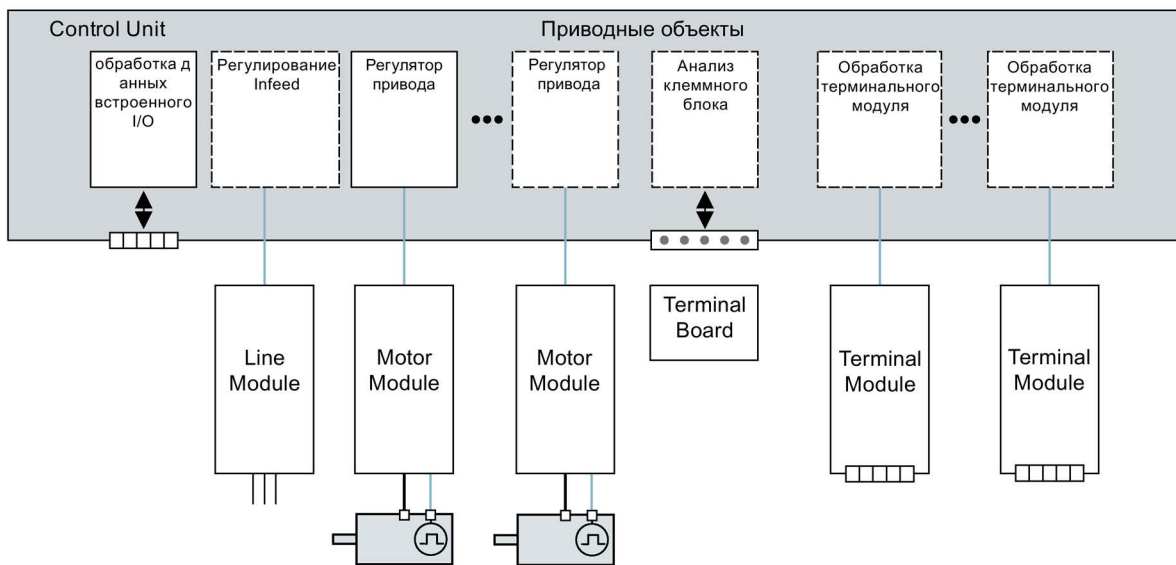 Control Unit
Приводные объекты
обработка д
анных
встроенного
I/O
Регулирование
Infeed
Регулятор
привода
Регулятор
привода
Анализ
клеммного
блока
Обработка
терминального
модуля
Обработка
терминального
модуля
Line
Module
Motor
Module
Motor
Module
Terminal
Board
Terminal
Module
Terminal
Module